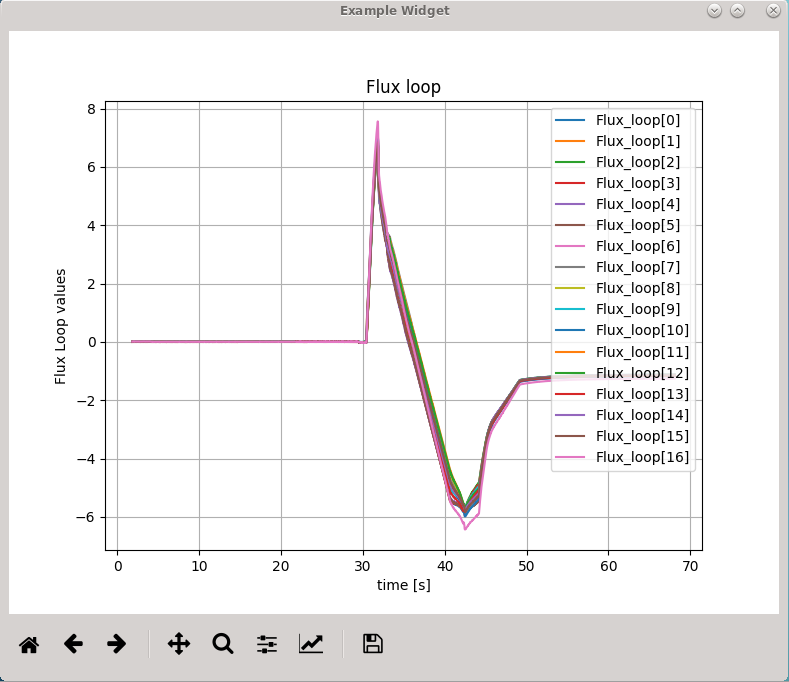 Example Widget
Flux loop
Flux Loop values
8
6
4
2
0
−2
−4
−6
0 10 20 30 40 50 60 70
time [s]
Flux_loop[0]
Flux_loop[1]
Flux_loop[2]
Flux_loop[3]
Flux_loop[4]
Flux_loop[5]
Flux_loop[6]
Flux_loop[7]
Flux_loop[8]
Flux_loop[9]
Flux_loop[10]
Flux_loop[11]
Flux_loop[12]
Flux_loop[13]
Flux_loop[14]
Flux_loop[15]
Flux_loop[16]